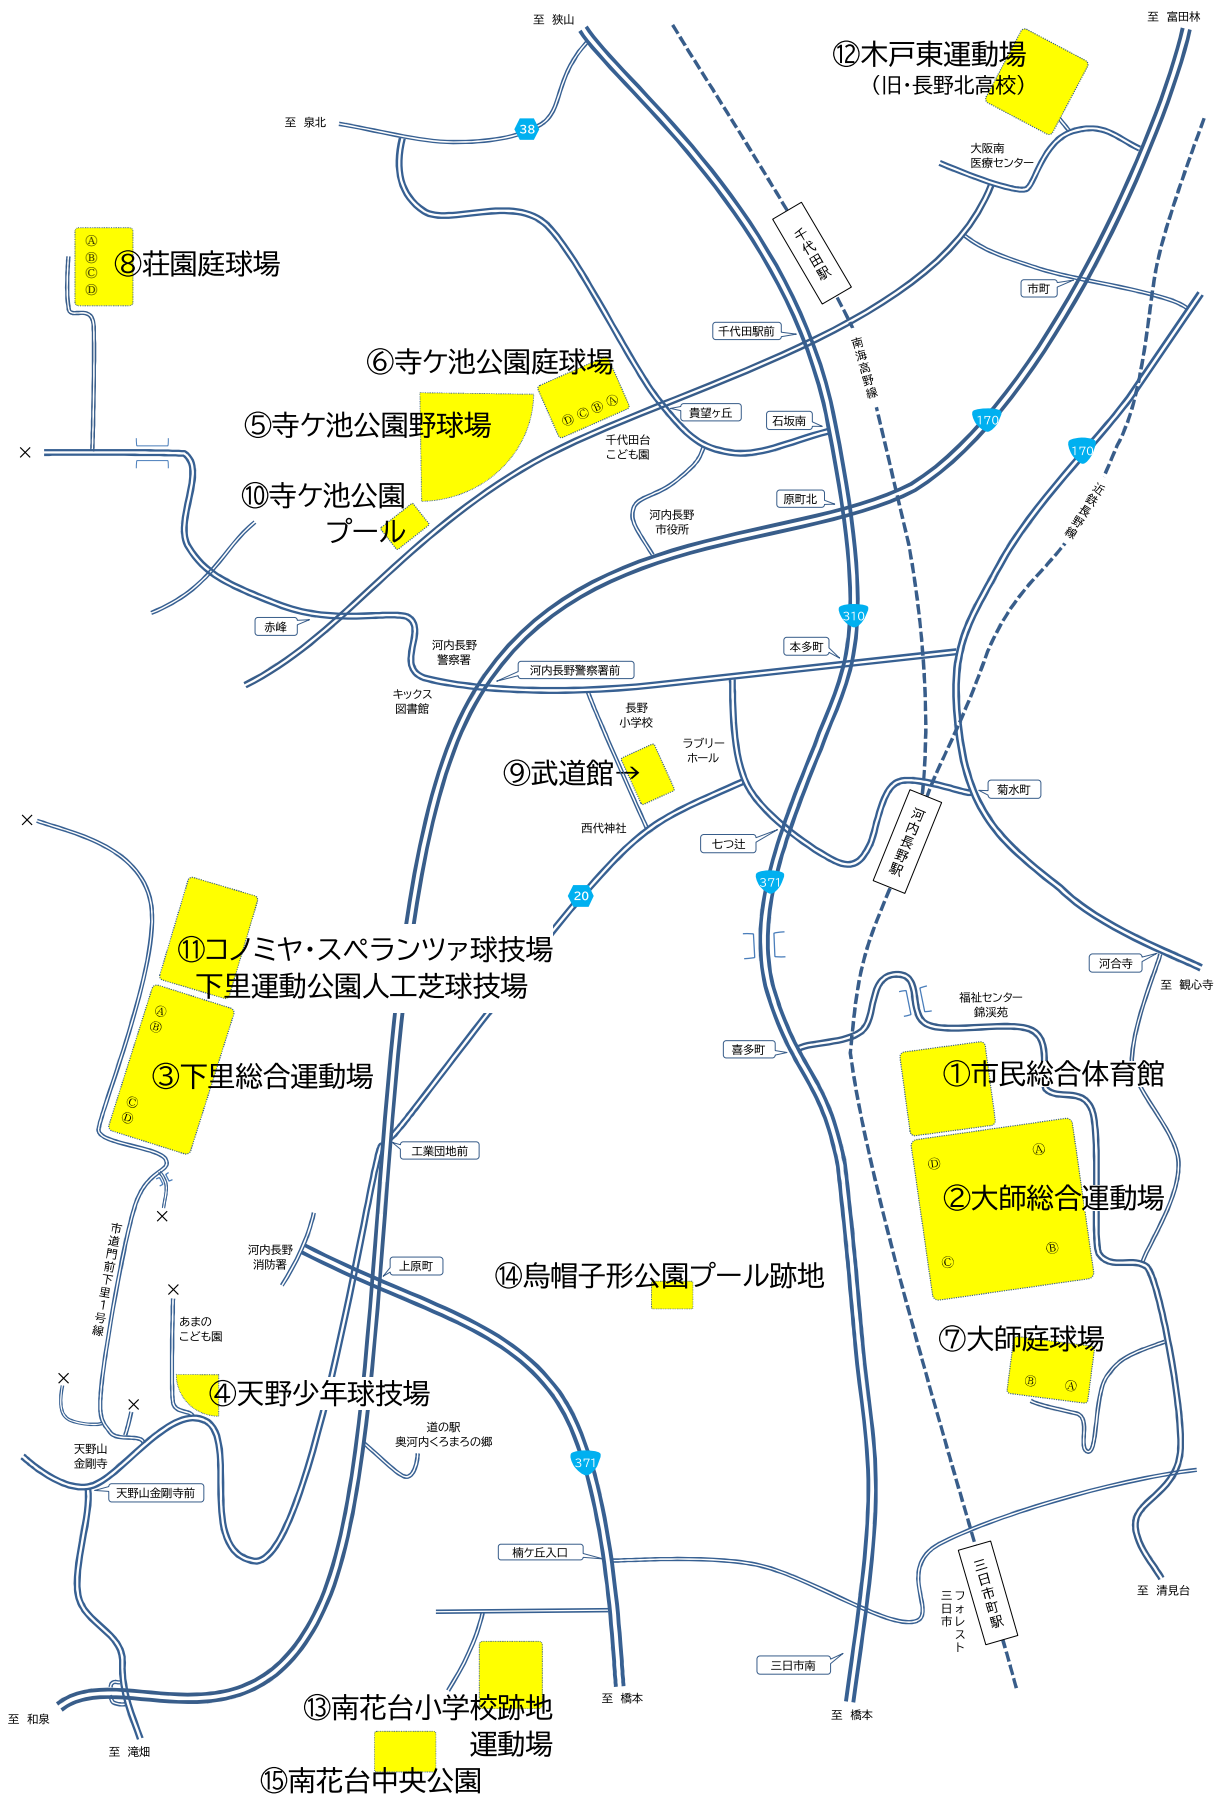 至 狭山
至 富田林
⑫木戸東運動場
（旧・長野北高校）
至 泉北
38
大阪南
医療センター
千代田駅
Ⓐ
Ⓑ
Ⓒ
Ⓓ
⑧荘園庭球場
市町
千代田駅前
南海高野線
⑥寺ケ池公園庭球場
Ⓓ Ⓒ Ⓑ Ⓐ
⑤寺ケ池公園野球場
貴望ヶ丘
石坂南
170
170
千代田台
こども園
近鉄長野線
⑩寺ケ池公園
プール
原町北
河内長野
市役所
310
赤峰
河内長野
警察署
本多町
河内長野警察署前
キックス
図書館
長野
小学校
ラブリー
ホール
⑨武道館→
菊水町
河内長野駅
西代神社
七つ辻
371
20
⑪コノミヤ・スペランツァ球技場
下里運動公園人工芝球技場
河合寺
至 観心寺
福祉センター
錦渓苑
Ⓐ
Ⓑ
喜多町
③下里総合運動場
①市民総合体育館
Ⓒ
Ⓓ
工業団地前
Ⓓ
Ⓐ
②大師総合運動場
Ⓑ
Ⓒ
市道門前下里1号線
河内長野
消防署
上原町
⑭烏帽子形公園プール跡地
あまの
こども園
⑦大師庭球場
Ⓑ
Ⓐ
④天野少年球技場
道の駅
奥河内くろまろの郷
天野山
金剛寺
371
天野山金剛寺前
楠ケ丘入口
三日市町駅
フォレスト
三日市
至 清見台
三日市南
⑬南花台小学校跡地
運動場
至 橋本
至 橋本
至 和泉
至 滝畑
⑮南花台中央公園